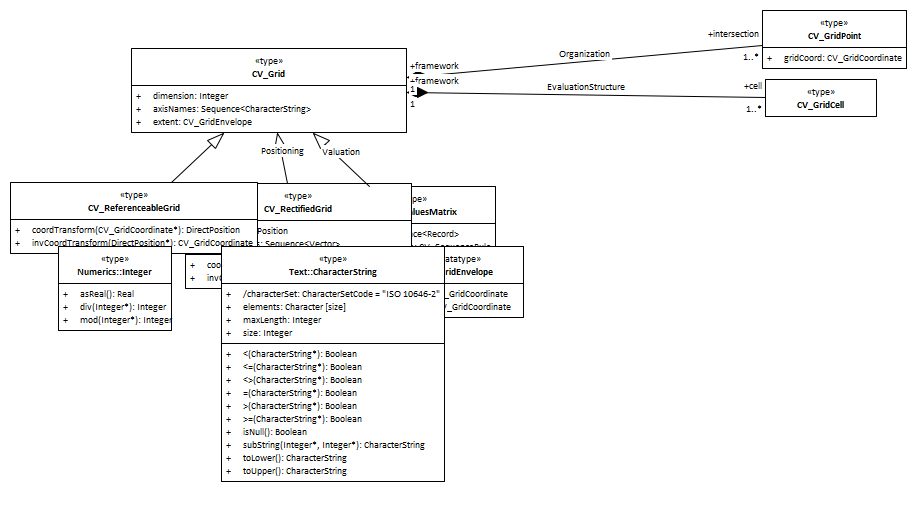 «type»
CV_Grid
+ dimension: Integer
+ axisNames: Sequence<CharacterString>
+ extent: CV_GridEnvelope
+framework
+framework
1
1
Organization
+intersection
1..*
«type»
CV_GridPoint
+ gridCoord: CV_GridCoordinate
EvaluationStructure
+cell
1..*
«type»
CV_GridCell
Positioning
Valuation
«type»
CV_ReferenceableGrid
+ coordTransform(CV_GridCoordinate*): DirectPosition
+ invCoordTransform(DirectPosition*): CV_GridCoordinate
«type»
CV_RectifiedGrid
Position
: Sequence<Vector>
+ coo
+ inv
pe»
luesMatrix
ce<Record>
«type»
Numerics::Integer
+ asReal(): Real
+ div(Integer*): Integer
+ mod(Integer*): Integer
«type»
Text::CharacterString
+ /characterSet: CharacterSetCode = "ISO 10646-2"
+ elements: Character [size]
+ maxLength: Integer
+ size: Integer
+ <(CharacterString*): Boolean
+ <=(CharacterString*): Boolean
+ <>(CharacterString*): Boolean
+ =(CharacterString*): Boolean
+ >(CharacterString*): Boolean
+ >=(CharacterString*): Boolean
+ isNull(): Boolean
+ subString(Integer*, Integer*): CharacterString
+ toLower(): CharacterString
+ toUpper(): CharacterString
atatype»
ridEnvelope
_GridCoordinate
V_GridCoordinate